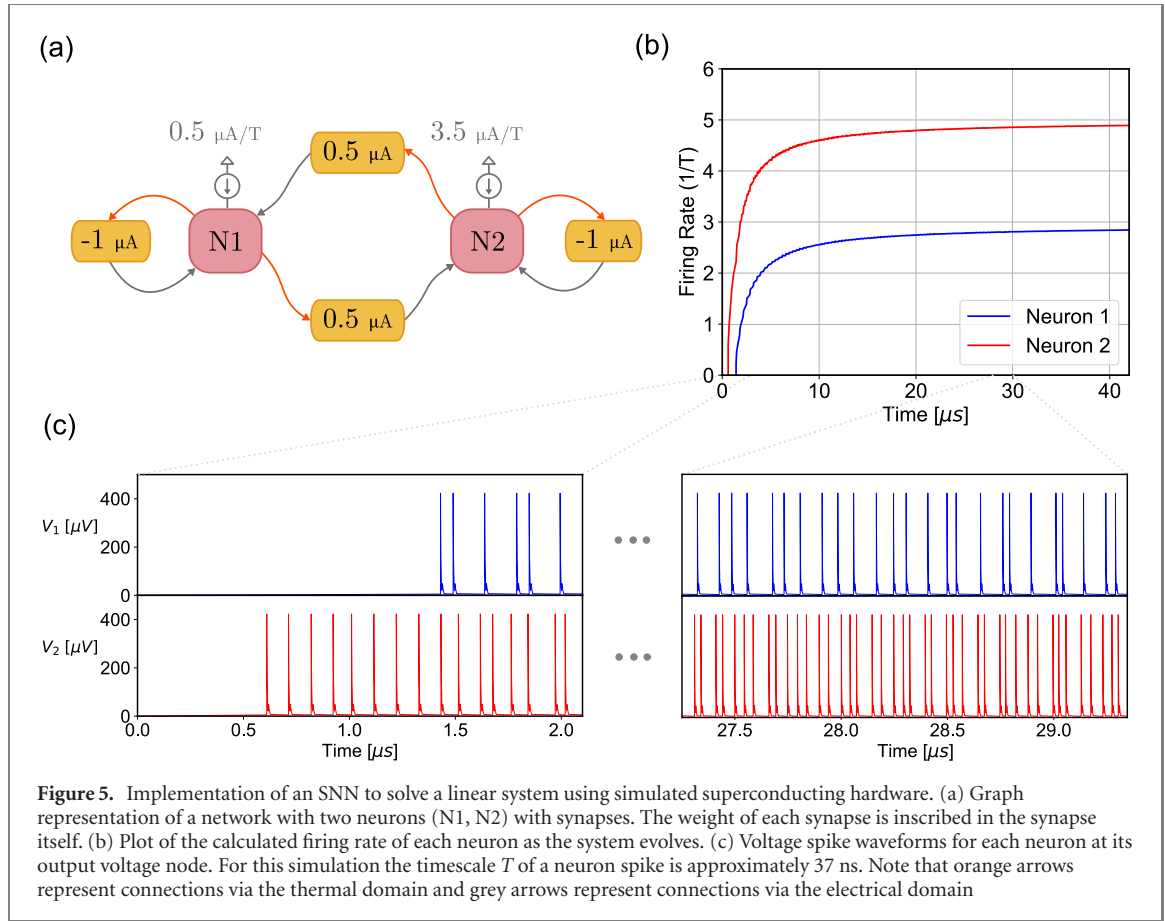 (a)
0.5 µA/T
3.5 µA/T
0.5 µA
-1 µA
N1
N2
-1 µA
0.5 µA
(b)
6
5
4
3
2
1
0
Firing Rate (1/T)
Neuron 1
Neuron 2
0 10 20 30 40
Time [µs]
(c)
V1 [µV]
400
200
0
V2 [µV]
400
200
0
0.0 0.5 1.0 1.5 2.0
Time [µs]
27.5 28.0 28.5 29.0
Time [µs]
Figure 5. Implementation of an SNN to solve a linear system using simulated superconducting hardware. (a) Graph
representation of a network with two neurons (N1, N2) with synapses. The weight of each synapse is inscribed in the synapse
itself. (b) Plot of the calculated firing rate of each neuron as the system evolves. (c) Voltage spike waveforms for each neuron at its
output voltage node. For this simulation the timescale T of a neuron spike is approximately 37 ns. Note that orange arrows
represent connections via the thermal domain and grey arrows represent connections via the electrical domain